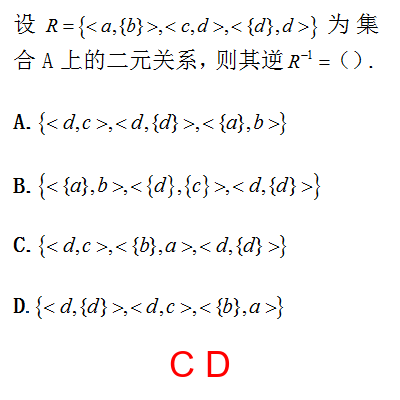 设 R={<a,{b}>,<c,d>,<{d},d>} 为 集
合 A 上的二元关系，则其逆 R⁻¹ =（）.
A. {<d,c>,<d,{d}>,<{a},b>}
B. {<{a},b>,<{d},{c}>,<d,{d}>}
C. {<d,c>,<{b},a>,<d,{d}>}
D. {<d,{d}>,<d,c>,<{b},a>}
C D